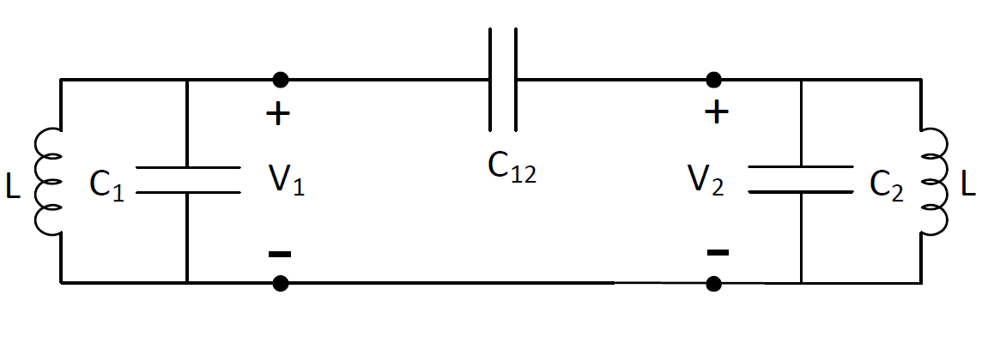 +
+
C₁₂
L
C₁
V₁
V₂
C₂
L
−
−